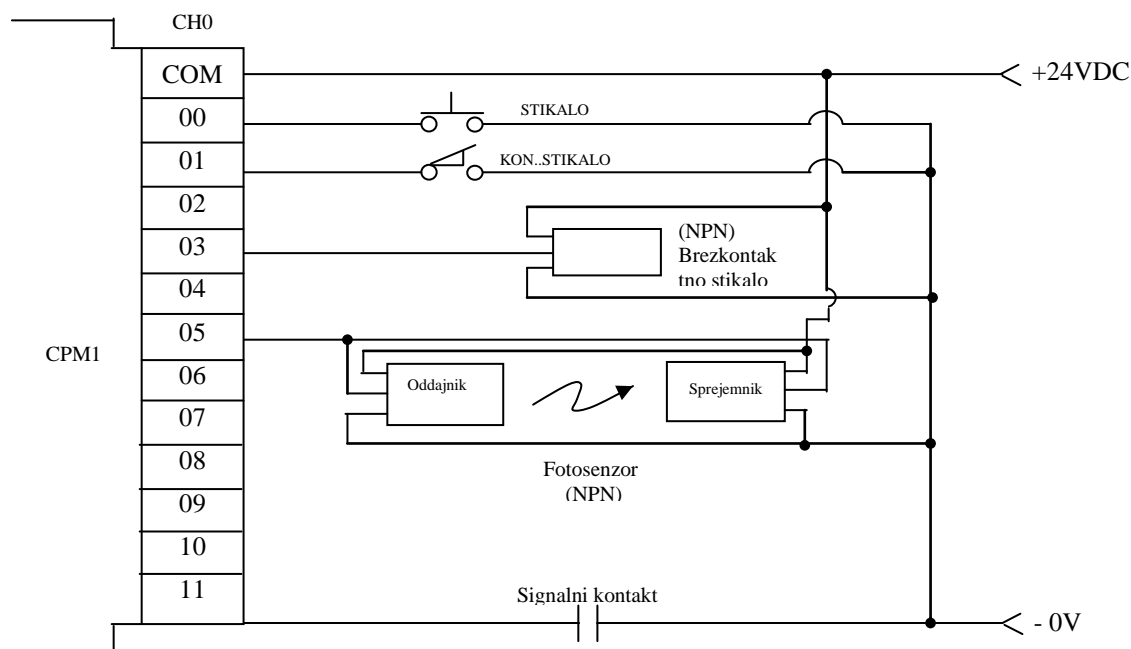 CH0
COM
+24VDC
00
STIKALO
01
KON..STIKALO
02
(NPN)
03
Brezkontak
tno stikalo
04
05
CPM1
06
Oddajnik
Sprejemnik
07
08
Fotosenzor
(NPN)
09
10
11
Signalni kontakt
- 0V